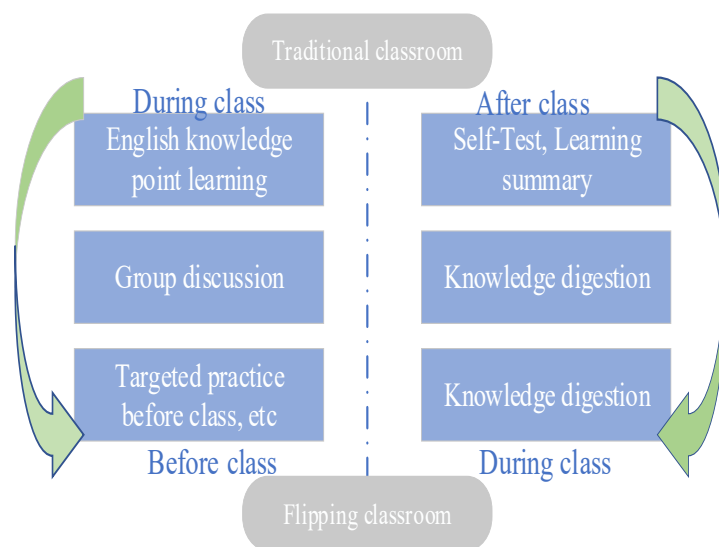 Traditional classroom
During class
English knowledge
point learning
Group discussion
Targeted practice
before class, etc
Before class
After class
Self-Test, Learning
summary
Knowledge digestion
Knowledge digestion
During class
Flipping classroom